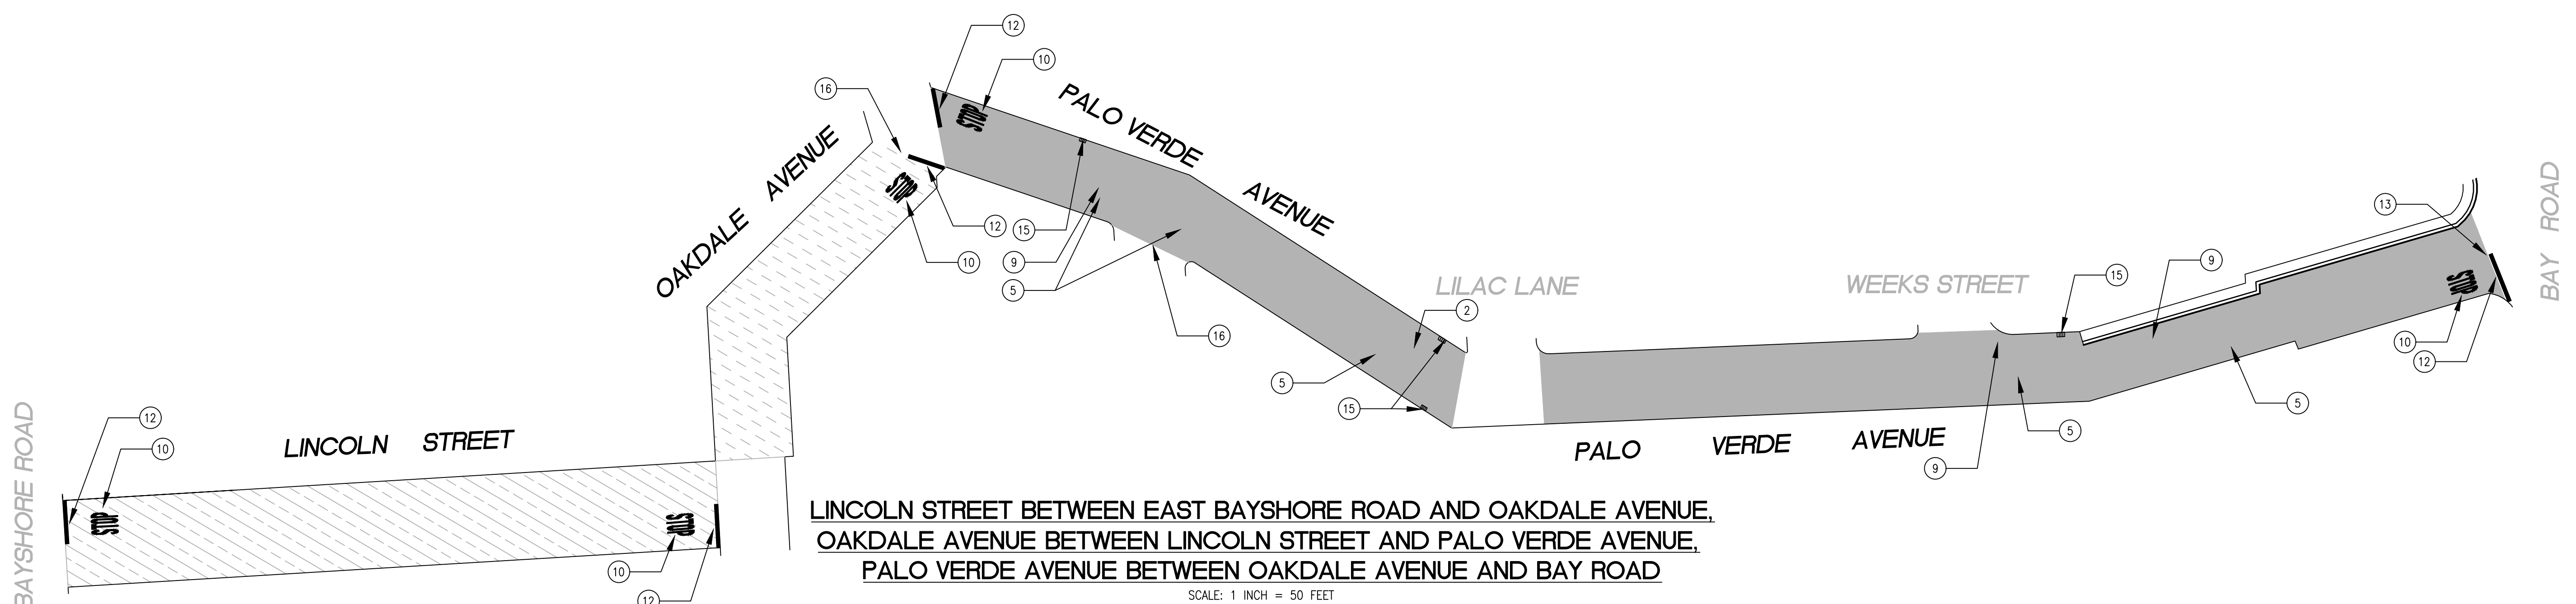 12
10
16
PALO VERDE
AVENUE
STOP
OAKDALE AVENUE
STOP
12
15
9
10
5
16
LILAC LANE
2
5
15
WEEKS STREET
15
9
13
BAY ROAD
STOP
10
12
5
5
9
PALO VERDE AVENUE
BAYSHORE ROAD
12
10
LINCOLN STREET
STOP
STOP
10
12
LINCOLN STREET BETWEEN EAST BAYSHORE ROAD AND OAKDALE AVENUE,
OAKDALE AVENUE BETWEEN LINCOLN STREET AND PALO VERDE AVENUE,
PALO VERDE AVENUE BETWEEN OAKDALE AVENUE AND BAY ROAD
SCALE: 1 INCH = 50 FEET